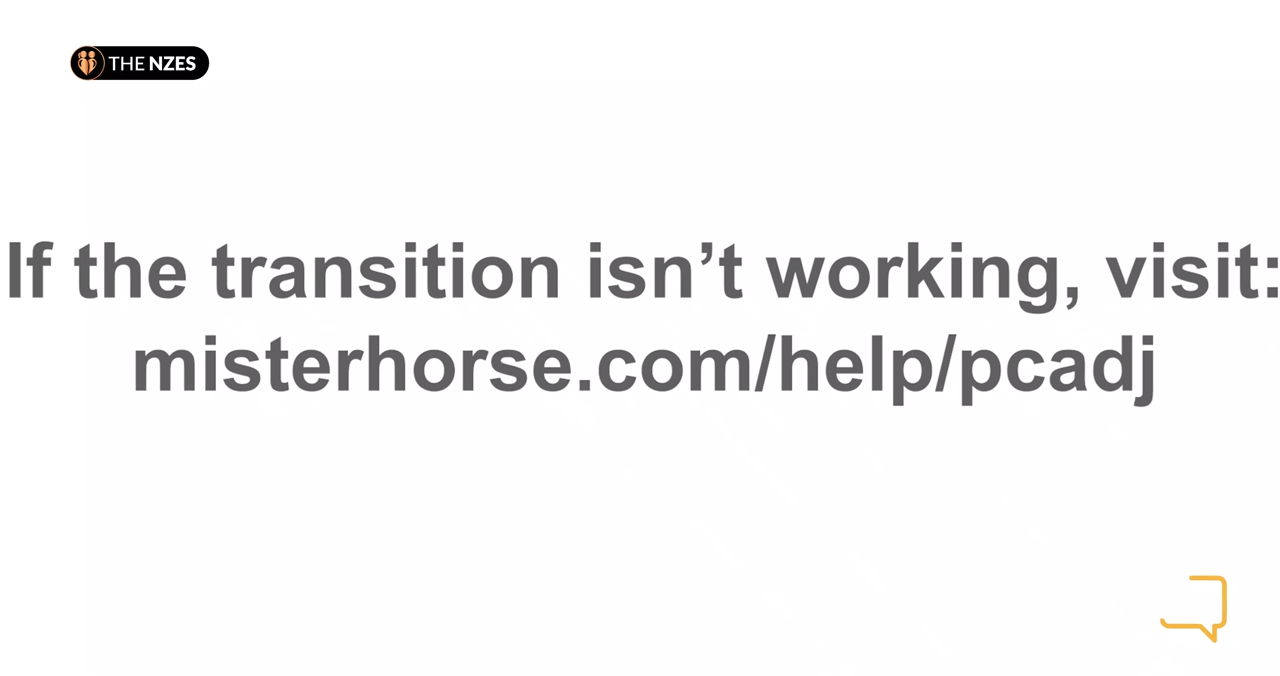 THE NZES
If the transition isn’t working, visit:
misterhorse.com/help/pcadj